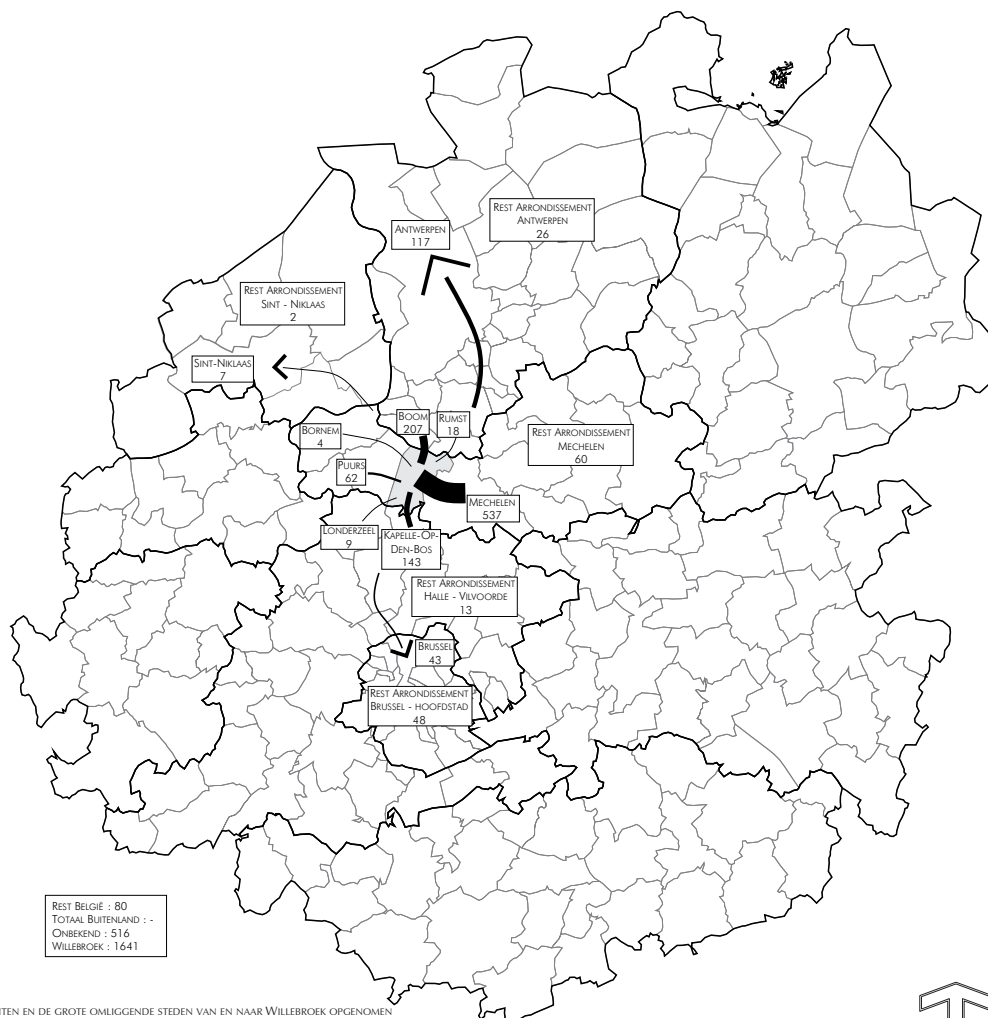 REST ARRONDISSEMENT
ANTWERPEN
26
ANTWERPEN
117
REST ARRONDISSEMENT
SINT - NIKLAAS
2
SINT-NIKLAAS
7
BOOM
207
RUMST
18
BORNEM
4
REST ARRONDISSEMENT
MECHELEN
60
PUURS
62
MECHELEN
537
LONDERZEEL
9
KAPELLE-OP-
DEN-BOS
143
REST ARRONDISSEMENT
HALLE - VILVOORDE
13
BRUSSEL
43
REST ARRONDISSEMENT
BRUSSEL - HOOFDSTAD
48
REST BELGIË : 80
TOTAAL BUITENLAND : -
ONBEKEND : 516
WILLEBROEK : 1641
TEN EN DE GROTE OMLIGGENDE STEDEN VAN EN NAAR WILLEBROEK OPGENOMEN